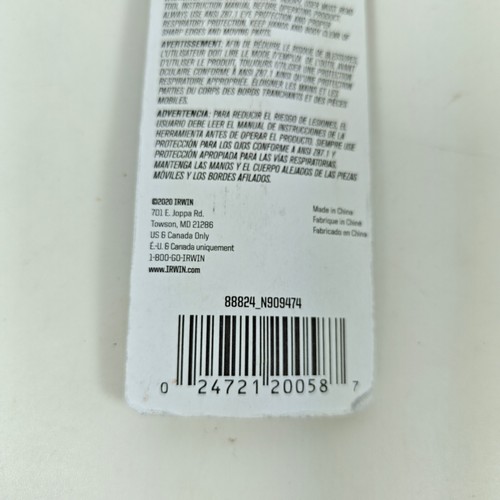 TOOL INSTRUCTION MANUAL BEFORE OPERATING PRODUCT.
ALWAYS USE ANSI Z87.1 EYE PROTECTION AND PROPER
RESPIRATORY PROTECTION. KEEP HANDS AND BODY CLEAR OF
SHARP EDGES AND MOVING PARTS.
AVERTISSEMENT: AFIN DE RÉDUIRE LE RISQUE DE BLESSURES,
L'UTILISATEUR DOIT LIRE LE MODE D'EMPLOI DE L'OUTIL AVANT
D'UTILISER LE PRODUIT. TOUJOURS UTILISER UNE PROTECTION
OCULAIRE CONFORME À ANSI Z87.1 AINSI QU'UNE PROTECTION
RESPIRATOIRE APPROPRIÉE. ÉLOIGNER LES MAINS ET LES
PARTIES DU CORPS DES BORDS TRANCHANTS ET DES PIÈCES
MOBILES.
ADVERTENCIA: PARA REDUCIR EL RIESGO DE LESIONES, EL
USUARIO DEBE LEER EL MANUAL DE INSTRUCCIONES DE LA
HERRAMIENTA ANTES DE OPERAR EL PRODUCTO. SIEMPRE USE
PROTECCIÓN PARA LOS OJOS CONFORME A ANSI Z87.1 Y
PROTECCIÓN APROPIADA PARA LAS VÍAS RESPIRATORIAS.
MANTENGA LAS MANOS Y EL CUERPO ALEJADOS DE LAS PIEZAS
MÓVILES Y LOS BORDES AFILADOS.
©2020 IRWIN
701 E. Joppa Rd.
Towson, MD 21286
US & Canada Only
É.-U. & Canada uniquement
1-800-GO-IRWIN
www.IRWIN.com
Made in China
Fabriqué in Chine
Fabricado en China
88824_N909474
0 24721 20058 7